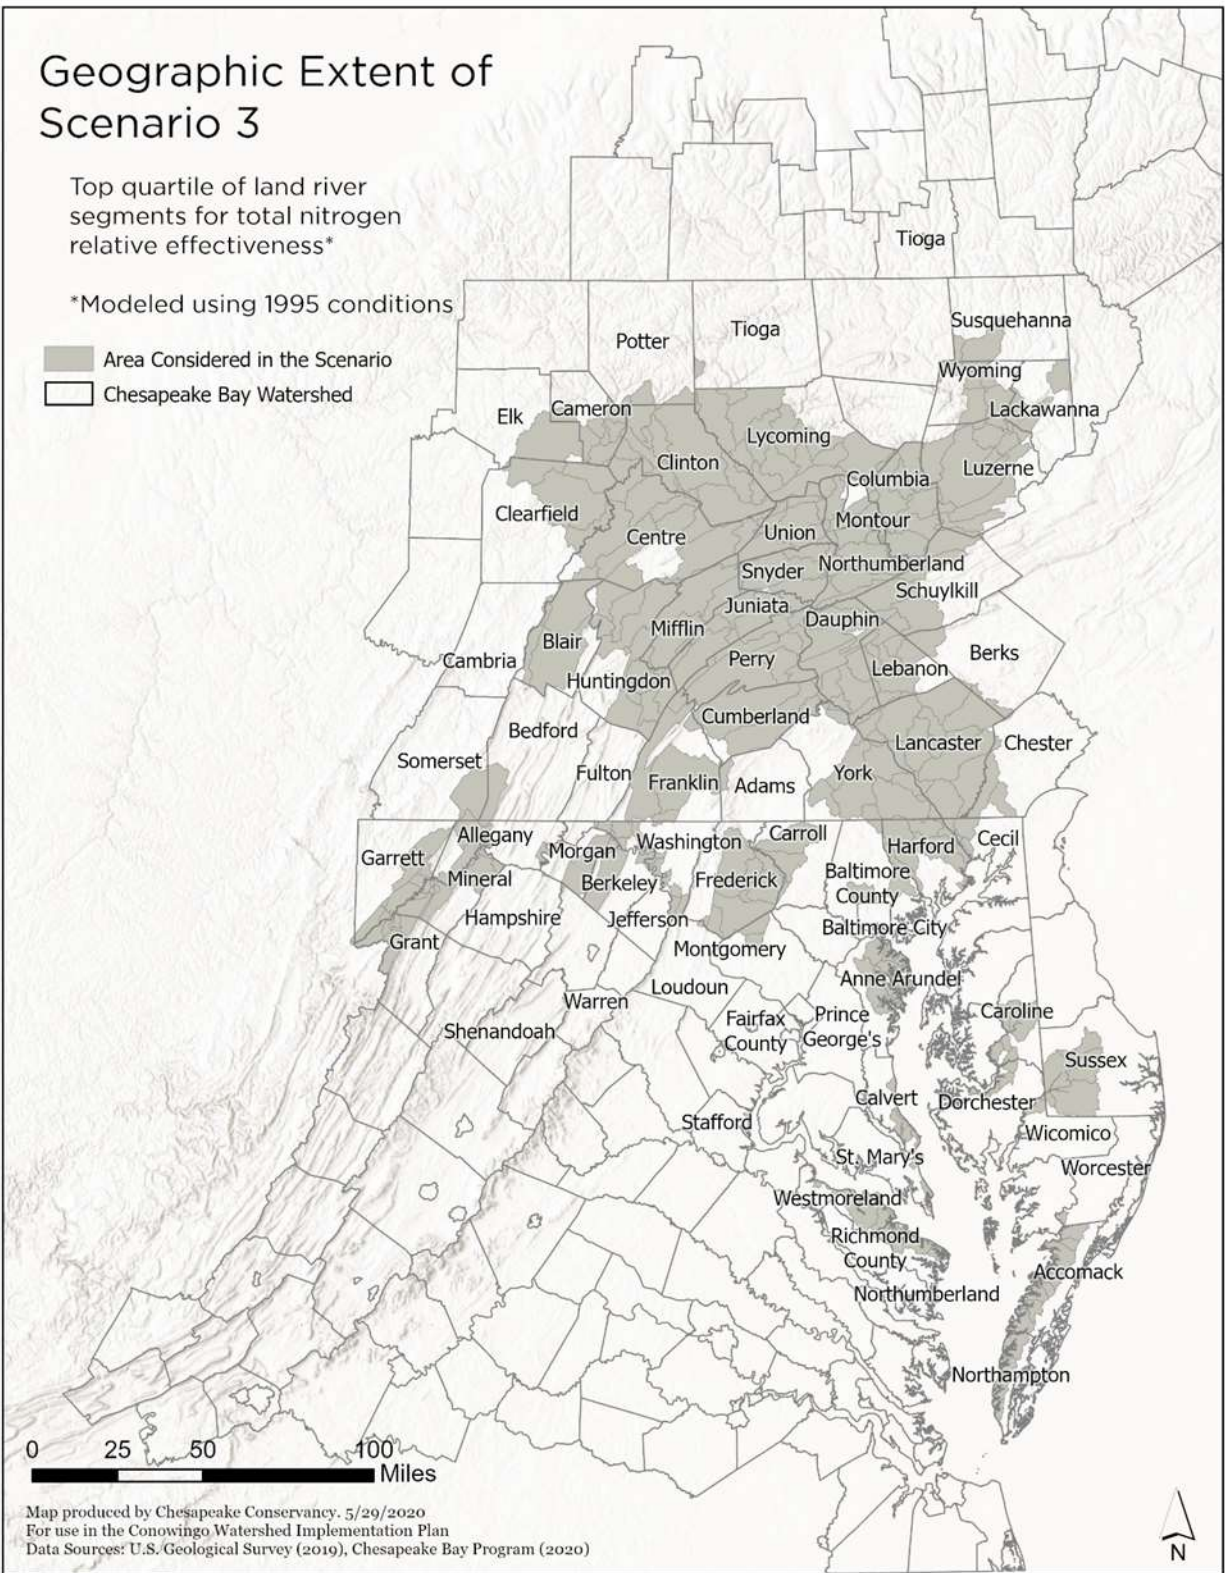 Geographic Extent of
Scenario 3
Top quartile of land river
segments for total nitrogen
relative effectiveness*
*Modeled using 1995 conditions
Area Considered in the Scenario
Chesapeake Bay Watershed
Tioga
Susquehanna
Tioga
Potter
Wyoming
Cameron
Lackawanna
Elk
Lycoming
Clinton
Luzerne
Columbia
Clearfield
Montour
Union
Centre
Northumberland
Snyder
Schuylkill
Juniata
Dauphin
Mifflin
Blair
Berks
Perry
Cambria
Lebanon
Huntingdon
Cumberland
Bedford
Lancaster
Chester
Somerset
Fulton
Franklin
York
Adams
Allegany
Carroll
Cecil
Washington
Harford
Morgan
Garrett
Baltimore
County
Mineral
Berkeley
Frederick
Hampshire
Jefferson
Baltimore City
Grant
Montgomery
Anne Arundel
Loudoun
Warren
Caroline
Prince
George's
Fairfax
County
Shenandoah
Sussex
Calvert
Dorchester
Stafford
Wicomico
St. Mary's
Worcester
Westmoreland
Richmond
County
Accomack
Northumberland
Northampton
0 25 50 100
Miles
Map produced by Chesapeake Conservancy. 5/29/2020
For use in the Conowingo Watershed Implementation Plan
Data Sources: U.S. Geological Survey (2019), Chesapeake Bay Program (2020)
N